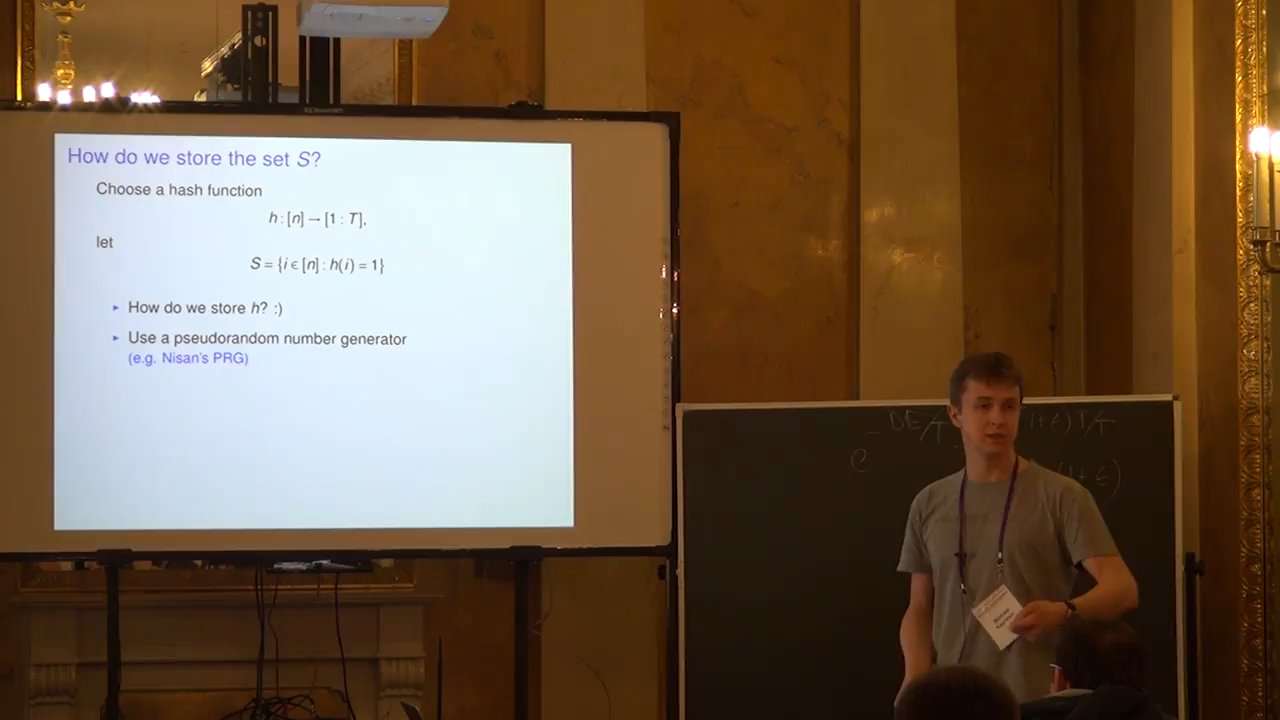 How do we store the set S?
Choose a hash function
h : [n] → [1 : T],
let
S = {i ∈ [n] : h(i) = 1}
▸ How do we store h? :)
▸ Use a pseudorandom number generator
(e.g. Nisan's PRG)